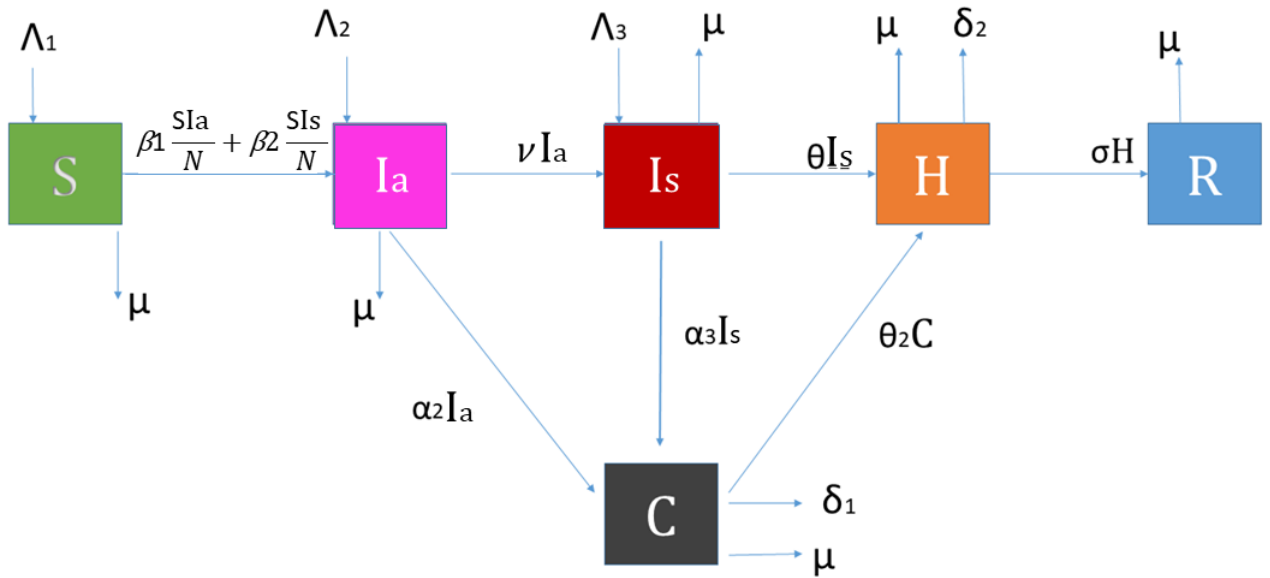 Λ1
Λ2
Λ3
μ
μ
δ2
μ
S
β1 SIa/N + β2 SIs/N
Ia
νIa
Is
θIs
H
σH
R
μ
μ
α2Ia
α3Is
θ2C
C
δ1
μ